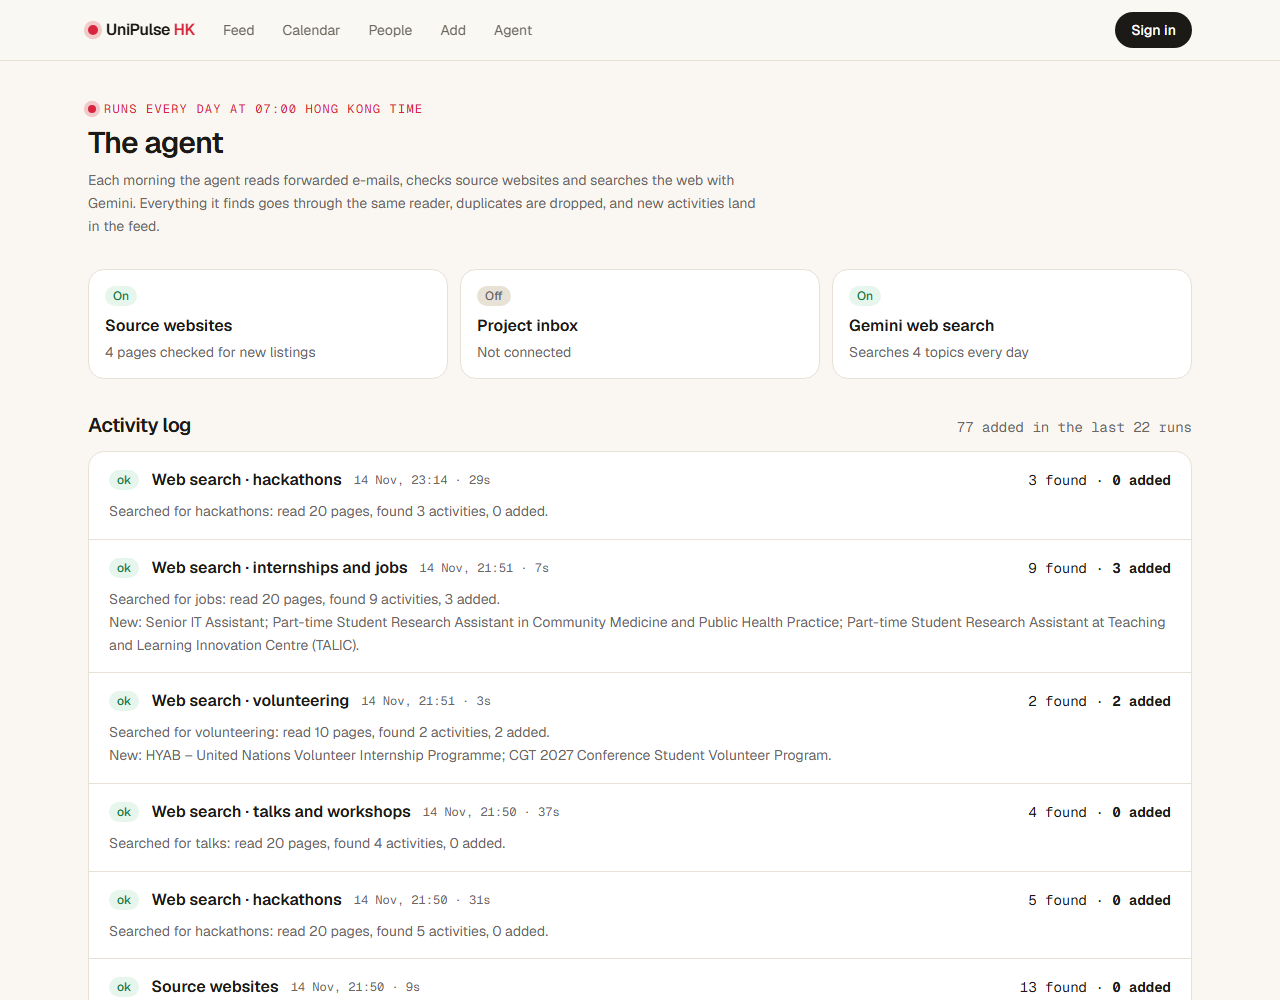 UniPulse HK Feed Calendar People Add Agent Sign in
RUNS EVERY DAY AT 07:00 HONG KONG TIME
The agent
Each morning the agent reads forwarded e-mails, checks source websites and searches the web with
Gemini. Everything it finds goes through the same reader, duplicates are dropped, and new activities land
in the feed.
On
Source websites
4 pages checked for new listings
Off
Project inbox
Not connected
On
Gemini web search
Searches 4 topics every day
Activity log 77 added in the last 22 runs
ok Web search · hackathons 14 Nov, 23:14 · 29s 3 found · 0 added
Searched for hackathons: read 20 pages, found 3 activities, 0 added.
ok Web search · internships and jobs 14 Nov, 21:51 · 7s 9 found · 3 added
Searched for jobs: read 20 pages, found 9 activities, 3 added.
New: Senior IT Assistant; Part-time Student Research Assistant in Community Medicine and Public Health Practice; Part-time Student Research Assistant at Teaching
and Learning Innovation Centre (TALIC).
ok Web search · volunteering 14 Nov, 21:51 · 3s 2 found · 2 added
Searched for volunteering: read 10 pages, found 2 activities, 2 added.
New: HYAB – United Nations Volunteer Internship Programme; CGT 2027 Conference Student Volunteer Program.
ok Web search · talks and workshops 14 Nov, 21:50 · 37s 4 found · 0 added
Searched for talks: read 20 pages, found 4 activities, 0 added.
ok Web search · hackathons 14 Nov, 21:50 · 31s 5 found · 0 added
Searched for hackathons: read 20 pages, found 5 activities, 0 added.
ok Source websites 14 Nov, 21:50 · 9s 13 found · 0 added